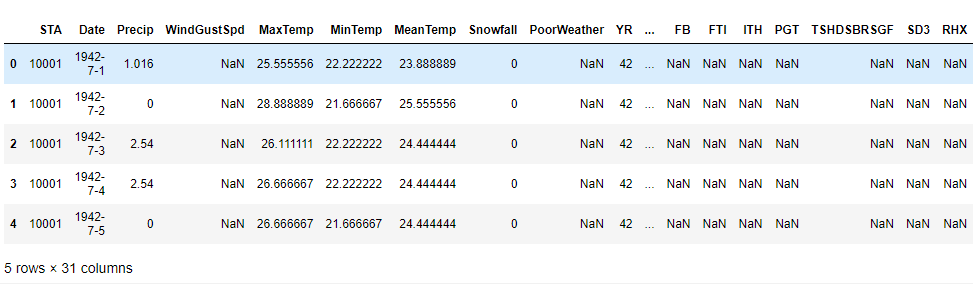 STA Date Precip WindGustSpd MaxTemp MinTemp MeanTemp Snowfall PoorWeather YR ... FB FTI ITH PGT TSHDSBRSGF SD3 RHX
0 10001 1942-7-1 1.016 NaN 25.555556 22.222222 23.888889 0 NaN 42 ... NaN NaN NaN NaN NaN NaN NaN
1 10001 1942-7-2 0 NaN 28.888889 21.666667 25.555556 0 NaN 42 ... NaN NaN NaN NaN NaN NaN NaN
2 10001 1942-7-3 2.54 NaN 26.111111 22.222222 24.444444 0 NaN 42 ... NaN NaN NaN NaN NaN NaN NaN
3 10001 1942-7-4 2.54 NaN 26.666667 22.222222 24.444444 0 NaN 42 ... NaN NaN NaN NaN NaN NaN NaN
4 10001 1942-7-5 0 NaN 26.666667 21.666667 24.444444 0 NaN 42 ... NaN NaN NaN NaN NaN NaN NaN
5 rows × 31 columns